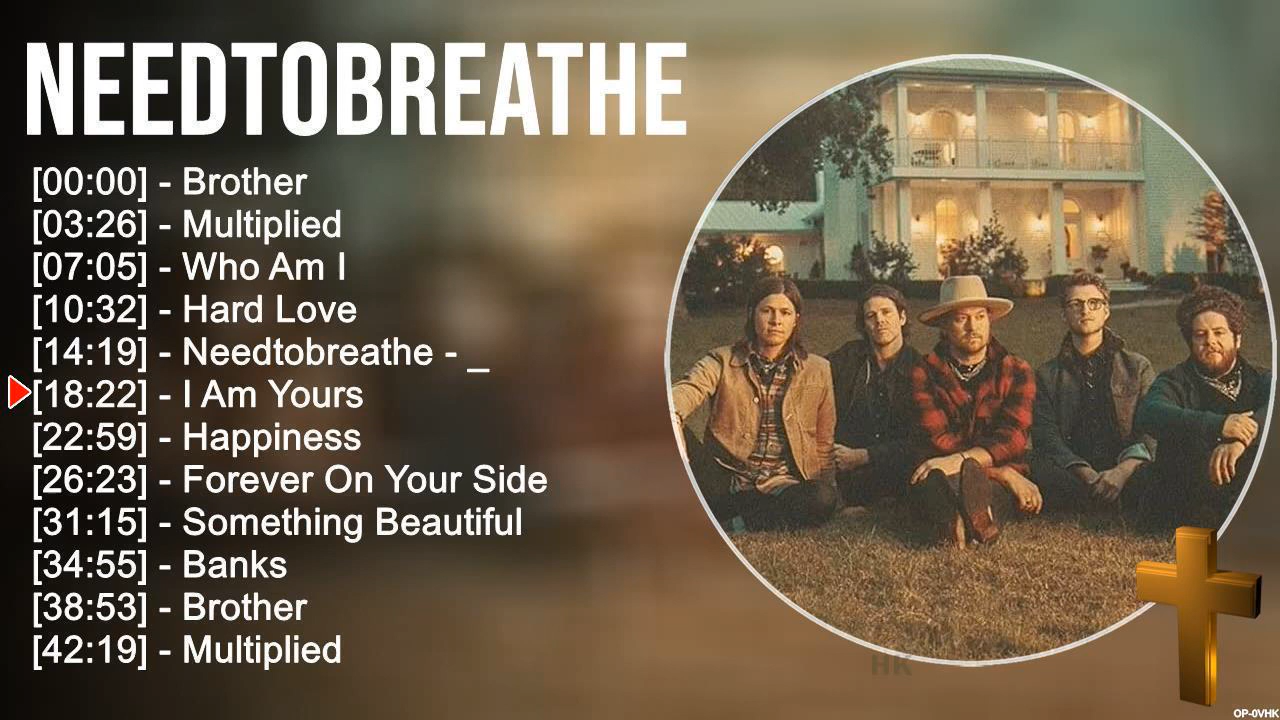 NEEDTOBREATHE
[00:00] - Brother
[03:26] - Multiplied
[07:05] - Who Am I
[10:32] - Hard Love
[14:19] - Needtobreathe - _
[18:22] - I Am Yours
[22:59] - Happiness
[26:23] - Forever On Your Side
[31:15] - Something Beautiful
[34:55] - Banks
[38:53] - Brother
[42:19] - Multiplied
HK
OP-0VHK